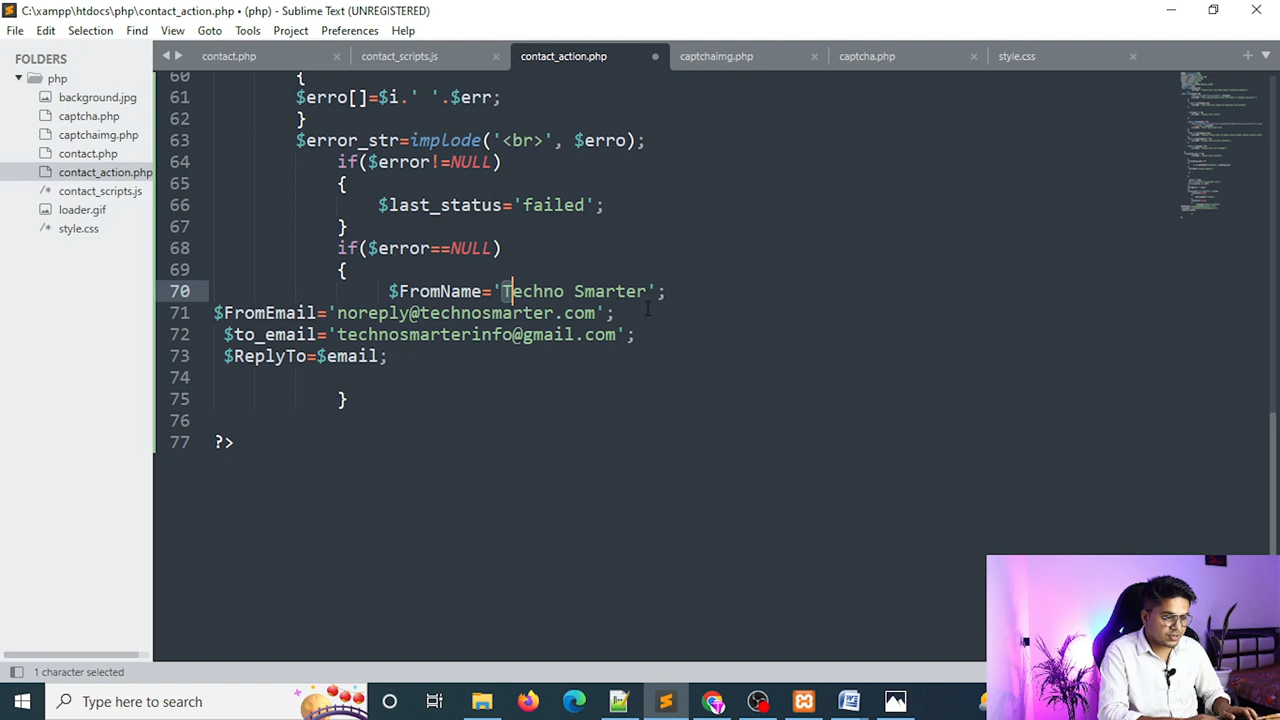 C:\xampp\htdocs\php\contact_action.php • (php) - Sublime Text (UNREGISTERED)
File Edit Selection Find View Goto Tools Project Preferences Help
FOLDERS
php
background.jpg
captcha.php
captchaimg.php
contact.php
contact_action.php
contact_scripts.js
loader.gif
style.css
contact.php × contact_scripts.js × contact_action.php • captchaimg.php × captcha.php × style.css ×
60 {
61 $erro[]=$i.' '.$err;
62 }
63 $error_str=implode('<br>', $erro);
64 if($error!=NULL)
65 {
66 $last_status='failed';
67 }
68 if($error==NULL)
69 {
70 $FromName='Techno Smarter';
71 $FromEmail='noreply@technosmarter.com';
72 $to_email='technosmarterinfo@gmail.com';
73 $ReplyTo=$email;
74
75 }
76
77 ?>
1 character selected
Type here to search